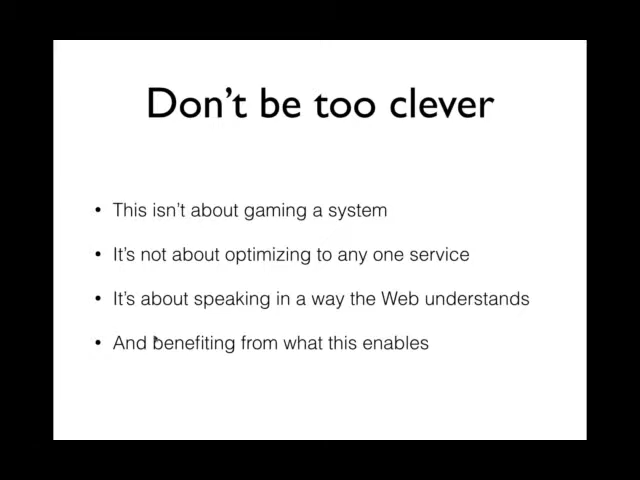 Don’t be too clever
• This isn’t about gaming a system
• It’s not about optimizing to any one service
• It’s about speaking in a way the Web understands
• And benefiting from what this enables